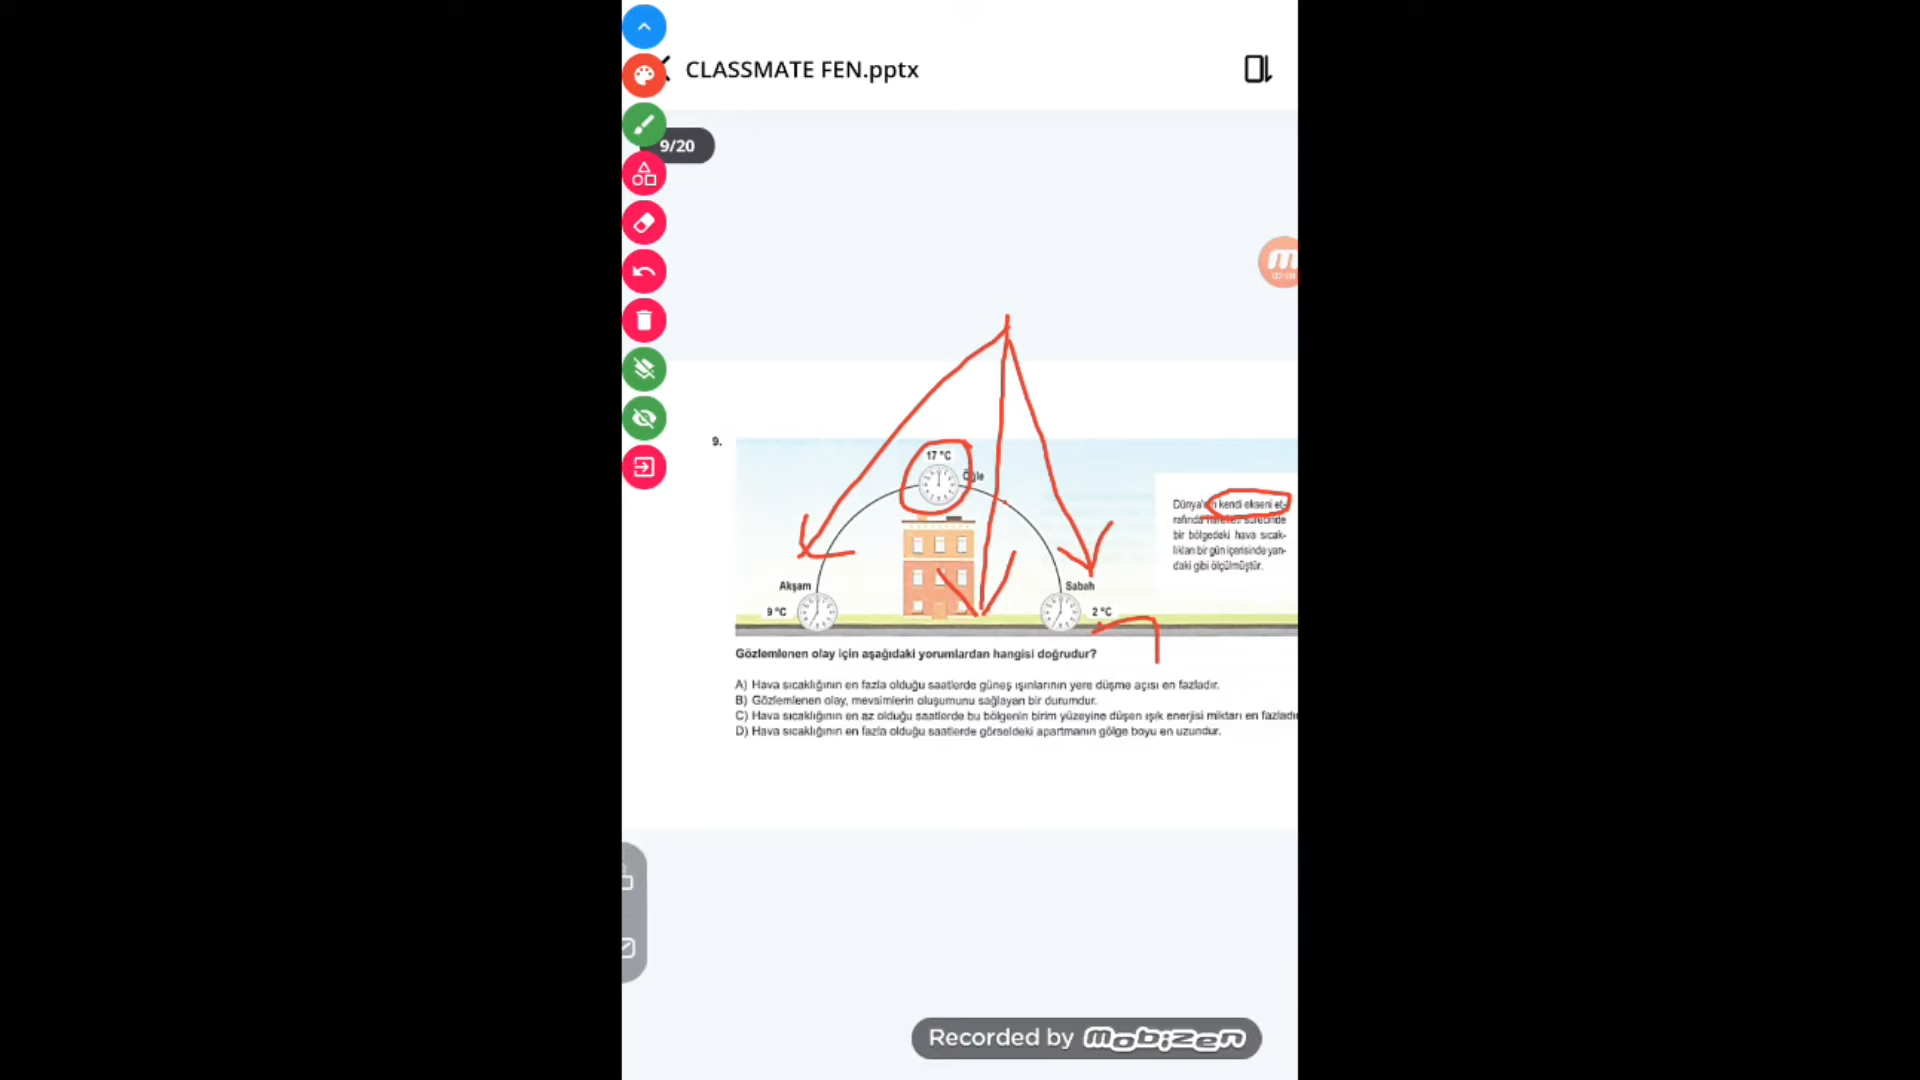 CLASSMATE FEN.pptx
9/20
9.
17 °C
Öğle
Dünya'nın kendi ekseni et-
rafında hareketi sürecinde
bir bölgedeki hava sıcak-
lıkları bir gün içerisinde yan-
daki gibi ölçülmüştür.
Akşam
Sabah
9 °C
2 °C
Gözlemlenen olay için aşağıdaki yorumlardan hangisi doğrudur?
A) Hava sıcaklığının en fazla olduğu saatlerde güneş ışınlarının yere düşme açısı en fazladır.
B) Gözlemlenen olay, mevsimlerin oluşumunu sağlayan bir durumdur.
C) Hava sıcaklığının en az olduğu saatlerde bu bölgenin birim yüzeyine düşen ışık enerjisi miktarı en fazladı
D) Hava sıcaklığının en fazla olduğu saatlerde görseldeki apartmanın gölge boyu en uzundur.
Recorded by mobizen